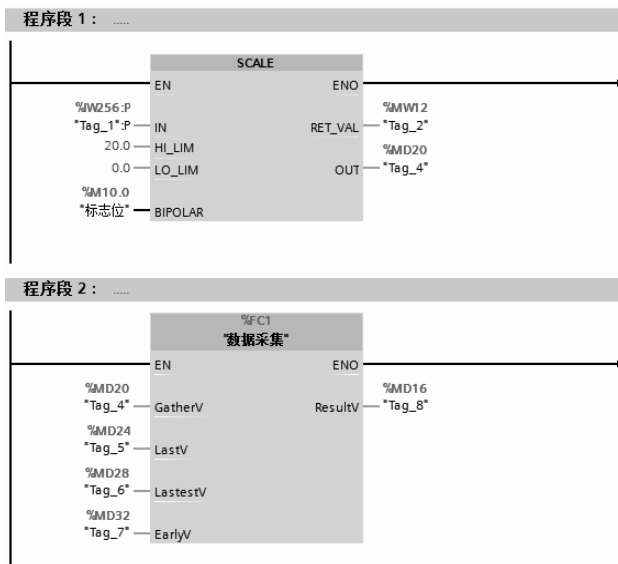 程序段 1： .....
SCALE
EN ENO
%IW256:P
"Tag_1":P IN
20.0 HI_LIM
0.0 LO_LIM
%M10.0
"标志位" BIPOLAR
%MW12
RET_VAL "Tag_2"
%MD20
OUT "Tag_4"
程序段 2： .....
%FC1
"数据采集"
EN ENO
%MD20
"Tag_4" GatherV
%MD24
"Tag_5" LastV
%MD28
"Tag_6" LastestV
%MD32
"Tag_7" EarlyV
%MD16
ResultV "Tag_8"